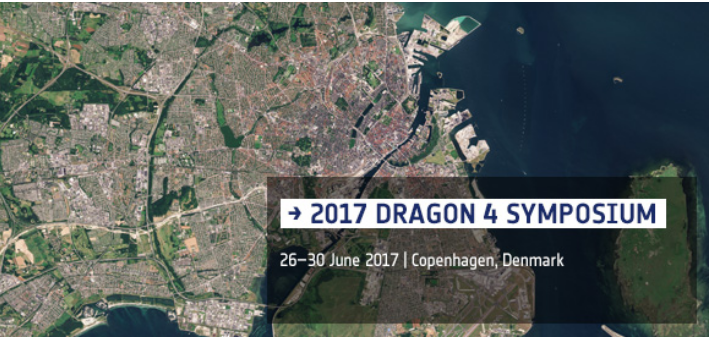 → 2017 DRAGON 4 SYMPOSIUM
26–30 June 2017 | Copenhagen, Denmark